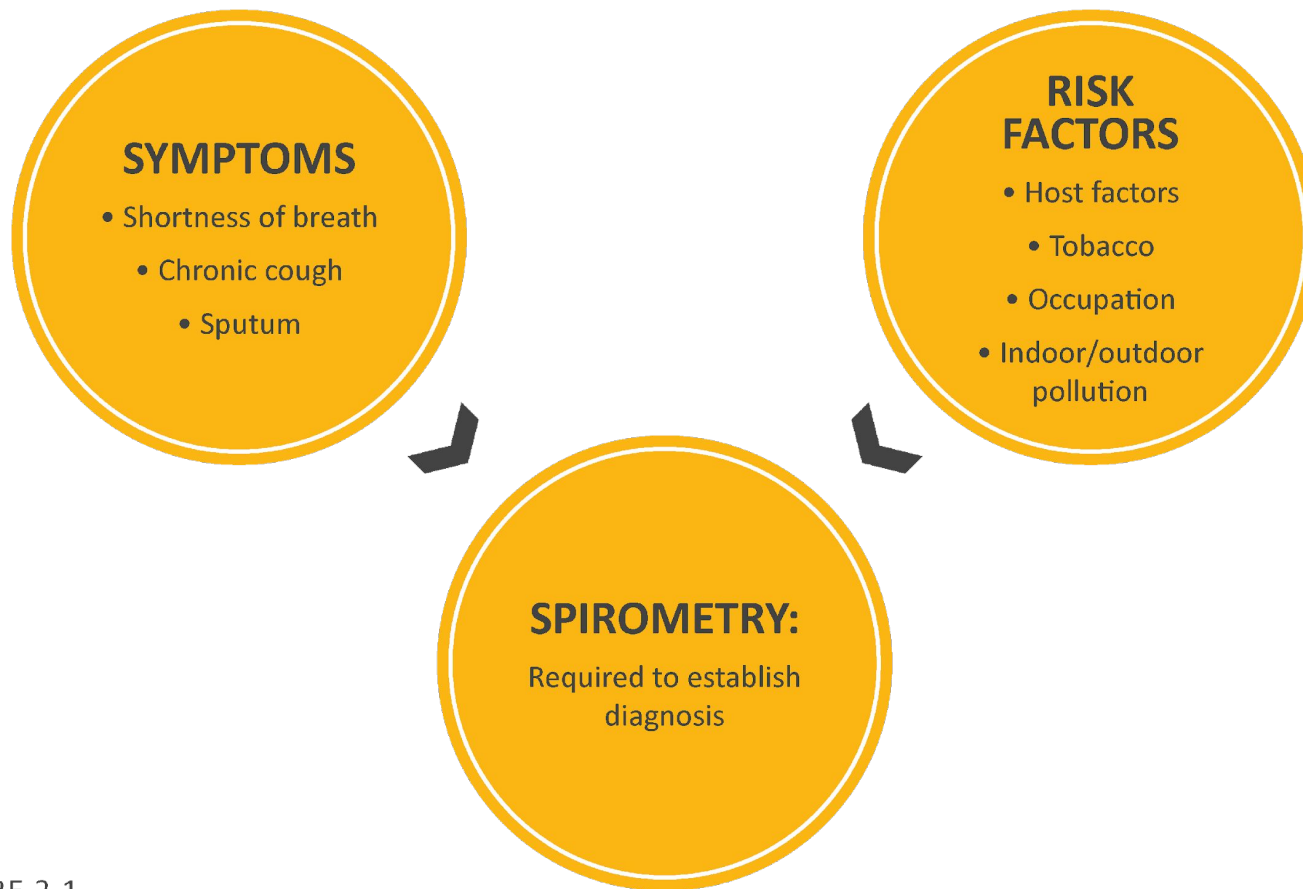 SYMPTOMS
• Shortness of breath
• Chronic cough
• Sputum
RISK
FACTORS
• Host factors
• Tobacco
• Occupation
• Indoor/outdoor
pollution
SPIROMETRY:
Required to establish
diagnosis